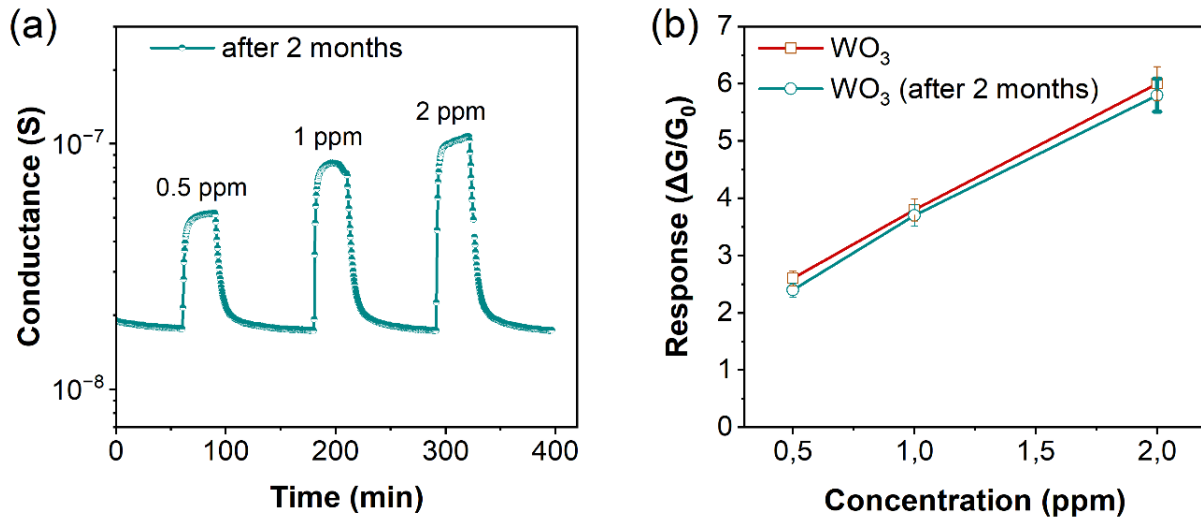 (a)
after 2 months
0.5 ppm
1 ppm
2 ppm
10⁻⁷
10⁻⁸
Conductance (S)
0 100 200 300 400
Time (min)
(b)
WO₃
WO₃ (after 2 months)
7
6
5
4
3
2
1
0
Response (ΔG/G₀)
0,5 1,0 1,5 2,0
Concentration (ppm)